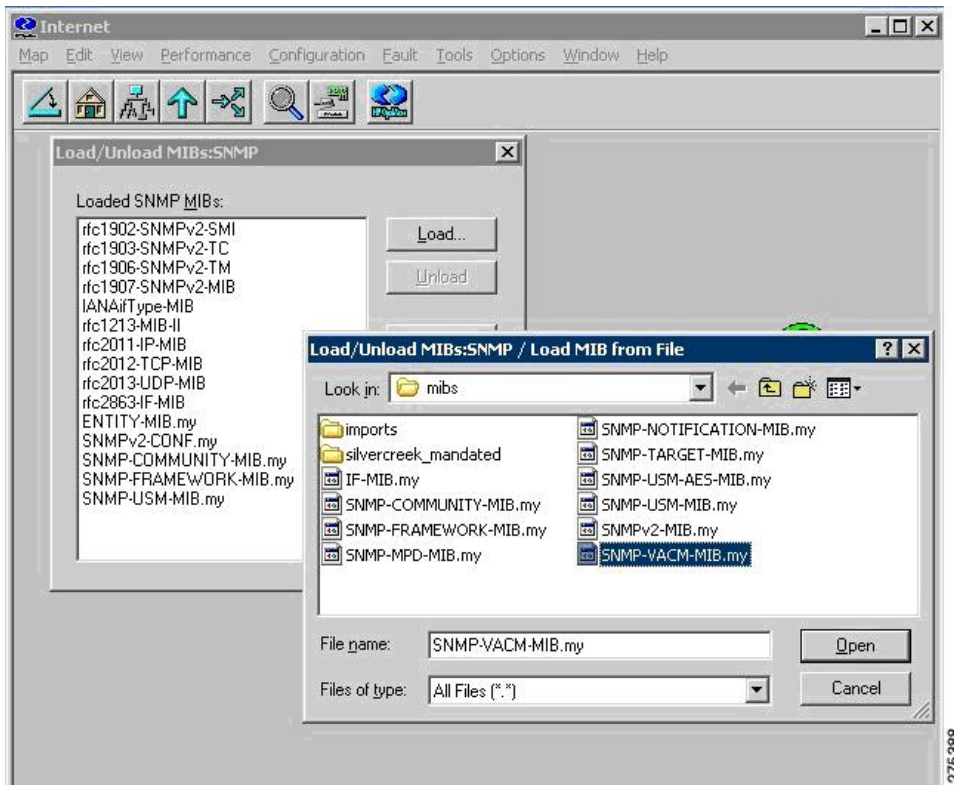 Internet
Map Edit View Performance Configuration Fault Tools Options Window Help
Load/Unload MIBs:SNMP
Loaded SNMP MIBs:
rfc1902-SNMPv2-SMI
rfc1903-SNMPv2-TC
rfc1906-SNMPv2-TM
rfc1907-SNMPv2-MIB
IANAifType-MIB
rfc1213-MIB-II
rfc2011-IP-MIB
rfc2012-TCP-MIB
rfc2013-UDP-MIB
rfc2863-IF-MIB
ENTITY-MIB.my
SNMPv2-CONF.my
SNMP-COMMUNITY-MIB.my
SNMP-FRAMEWORK-MIB.my
SNMP-USM-MIB.my
Load...
Unload
Load/Unload MIBs:SNMP / Load MIB from File
Look in: mibs
imports
silvercreek_mandated
IF-MIB.my
SNMP-COMMUNITY-MIB.my
SNMP-FRAMEWORK-MIB.my
SNMP-MPD-MIB.my
SNMP-NOTIFICATION-MIB.my
SNMP-TARGET-MIB.my
SNMP-USM-AES-MIB.my
SNMP-USM-MIB.my
SNMPv2-MIB.my
SNMP-VACM-MIB.my
File name: SNMP-VACM-MIB.my
Open
Files of type: All Files (*.*)
Cancel
275388